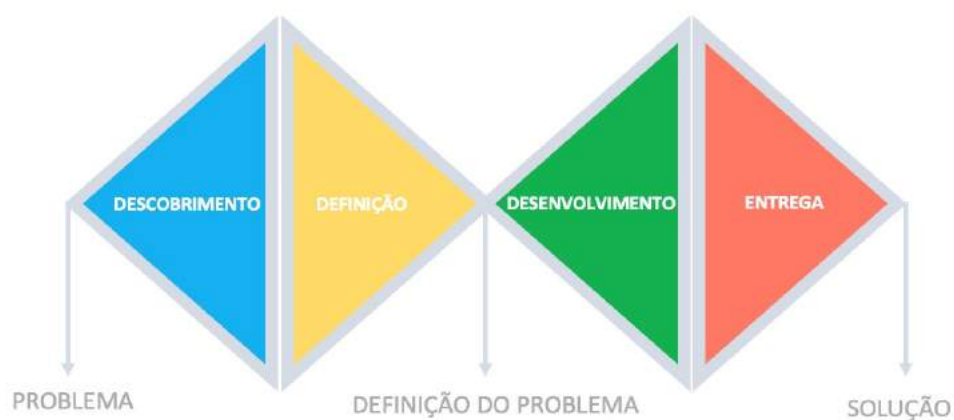 DESCOBRIMENTO
DEFINIÇÃO
DESENVOLVIMENTO
ENTREGA
PROBLEMA
DEFINIÇÃO DO PROBLEMA
SOLUÇÃO